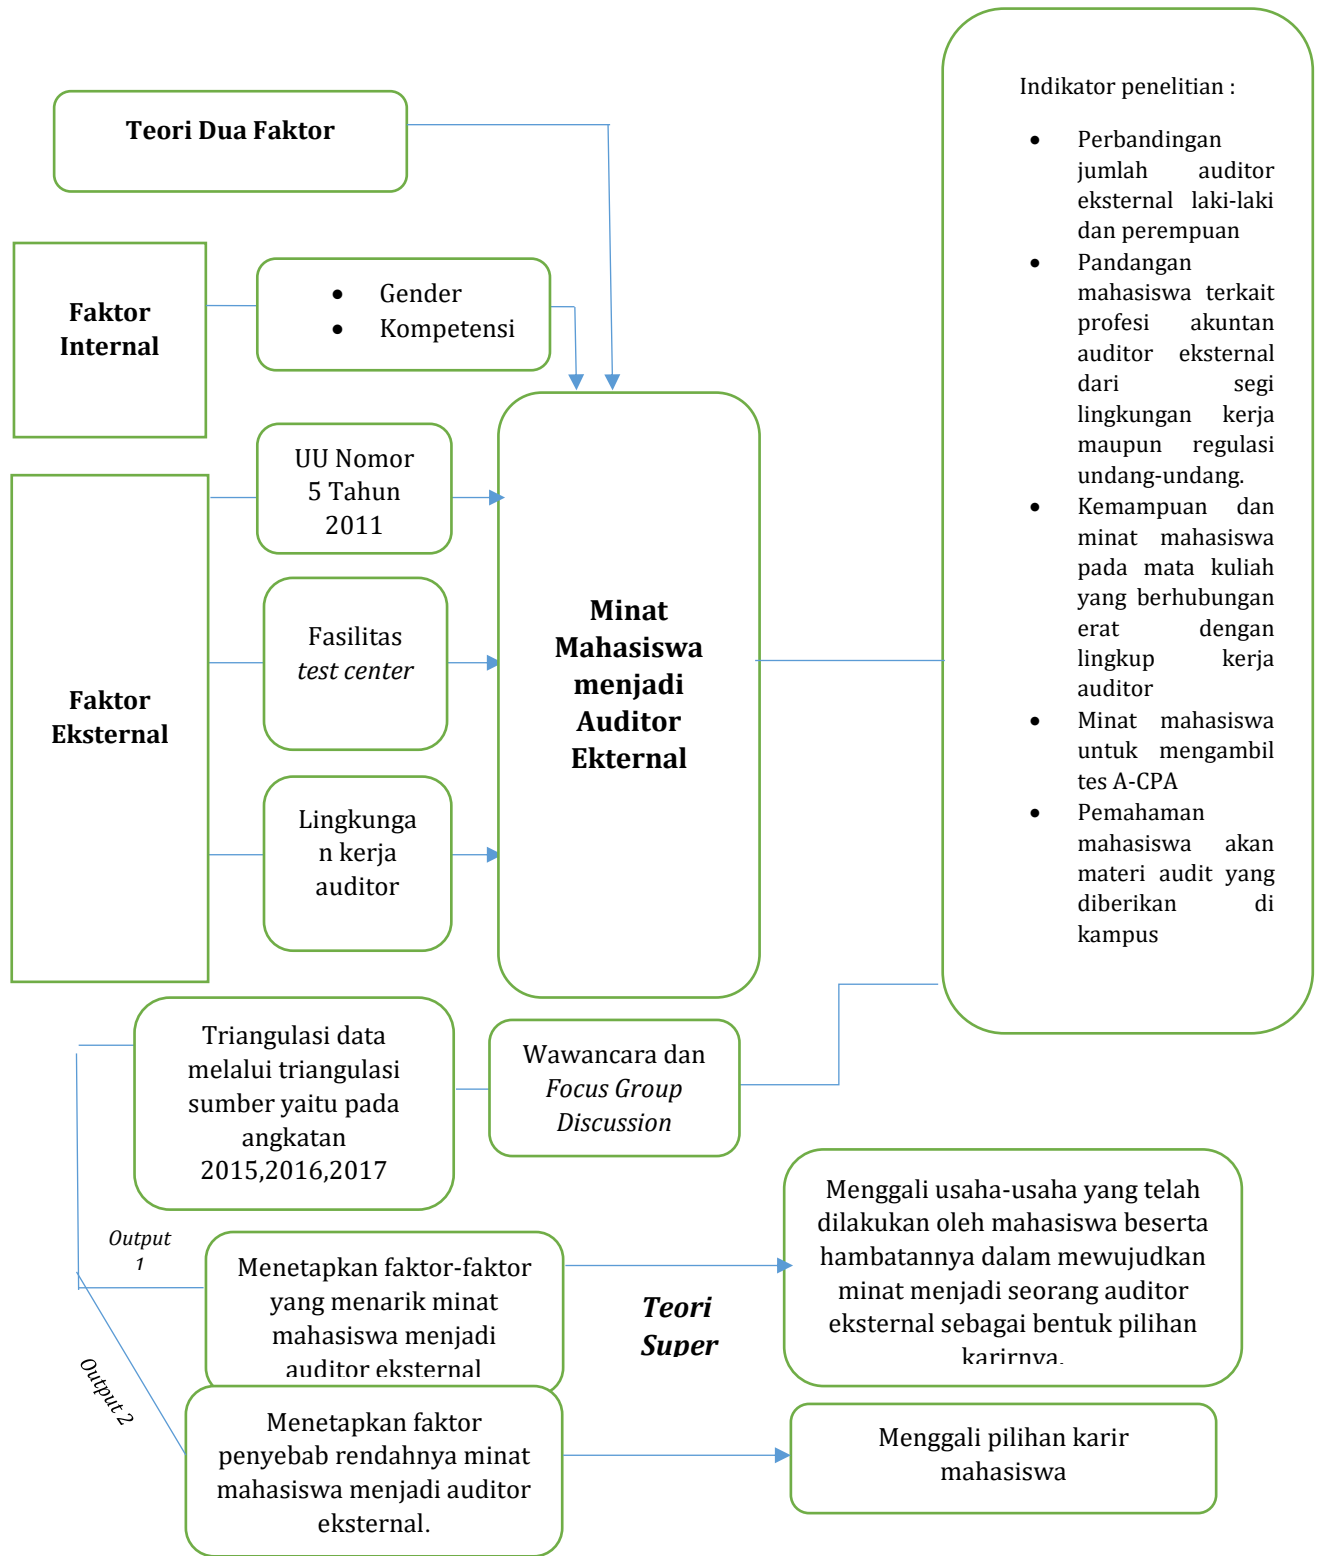 Teori Dua Faktor
Faktor
Internal
• Gender
• Kompetensi
Faktor
Eksternal
UU Nomor
5 Tahun
2011
Fasilitas
test center
Lingkunga
n kerja
auditor
Minat
Mahasiswa
menjadi
Auditor
Ekternal
Indikator penelitian :
• Perbandingan
jumlah auditor
eksternal laki-laki
dan perempuan
• Pandangan
mahasiswa terkait
profesi akuntan
auditor eksternal
dari segi
lingkungan kerja
maupun regulasi
undang-undang.
• Kemampuan dan
minat mahasiswa
pada mata kuliah
yang berhubungan
erat dengan
lingkup kerja
auditor
• Minat mahasiswa
untuk mengambil
tes A-CPA
• Pemahaman
mahasiswa akan
materi audit yang
diberikan di
kampus
Triangulasi data
melalui triangulasi
sumber yaitu pada
angkatan
2015,2016,2017
Wawancara dan
Focus Group
Discussion
Output
1
Menetapkan faktor-faktor
yang menarik minat
mahasiswa menjadi
auditor eksternal
Teori
Super
Menggali usaha-usaha yang telah
dilakukan oleh mahasiswa beserta
hambatannya dalam mewujudkan
minat menjadi seorang auditor
eksternal sebagai bentuk pilihan
karirnya.
Output 2
Menetapkan faktor
penyebab rendahnya minat
mahasiswa menjadi auditor
eksternal.
Menggali pilihan karir
mahasiswa